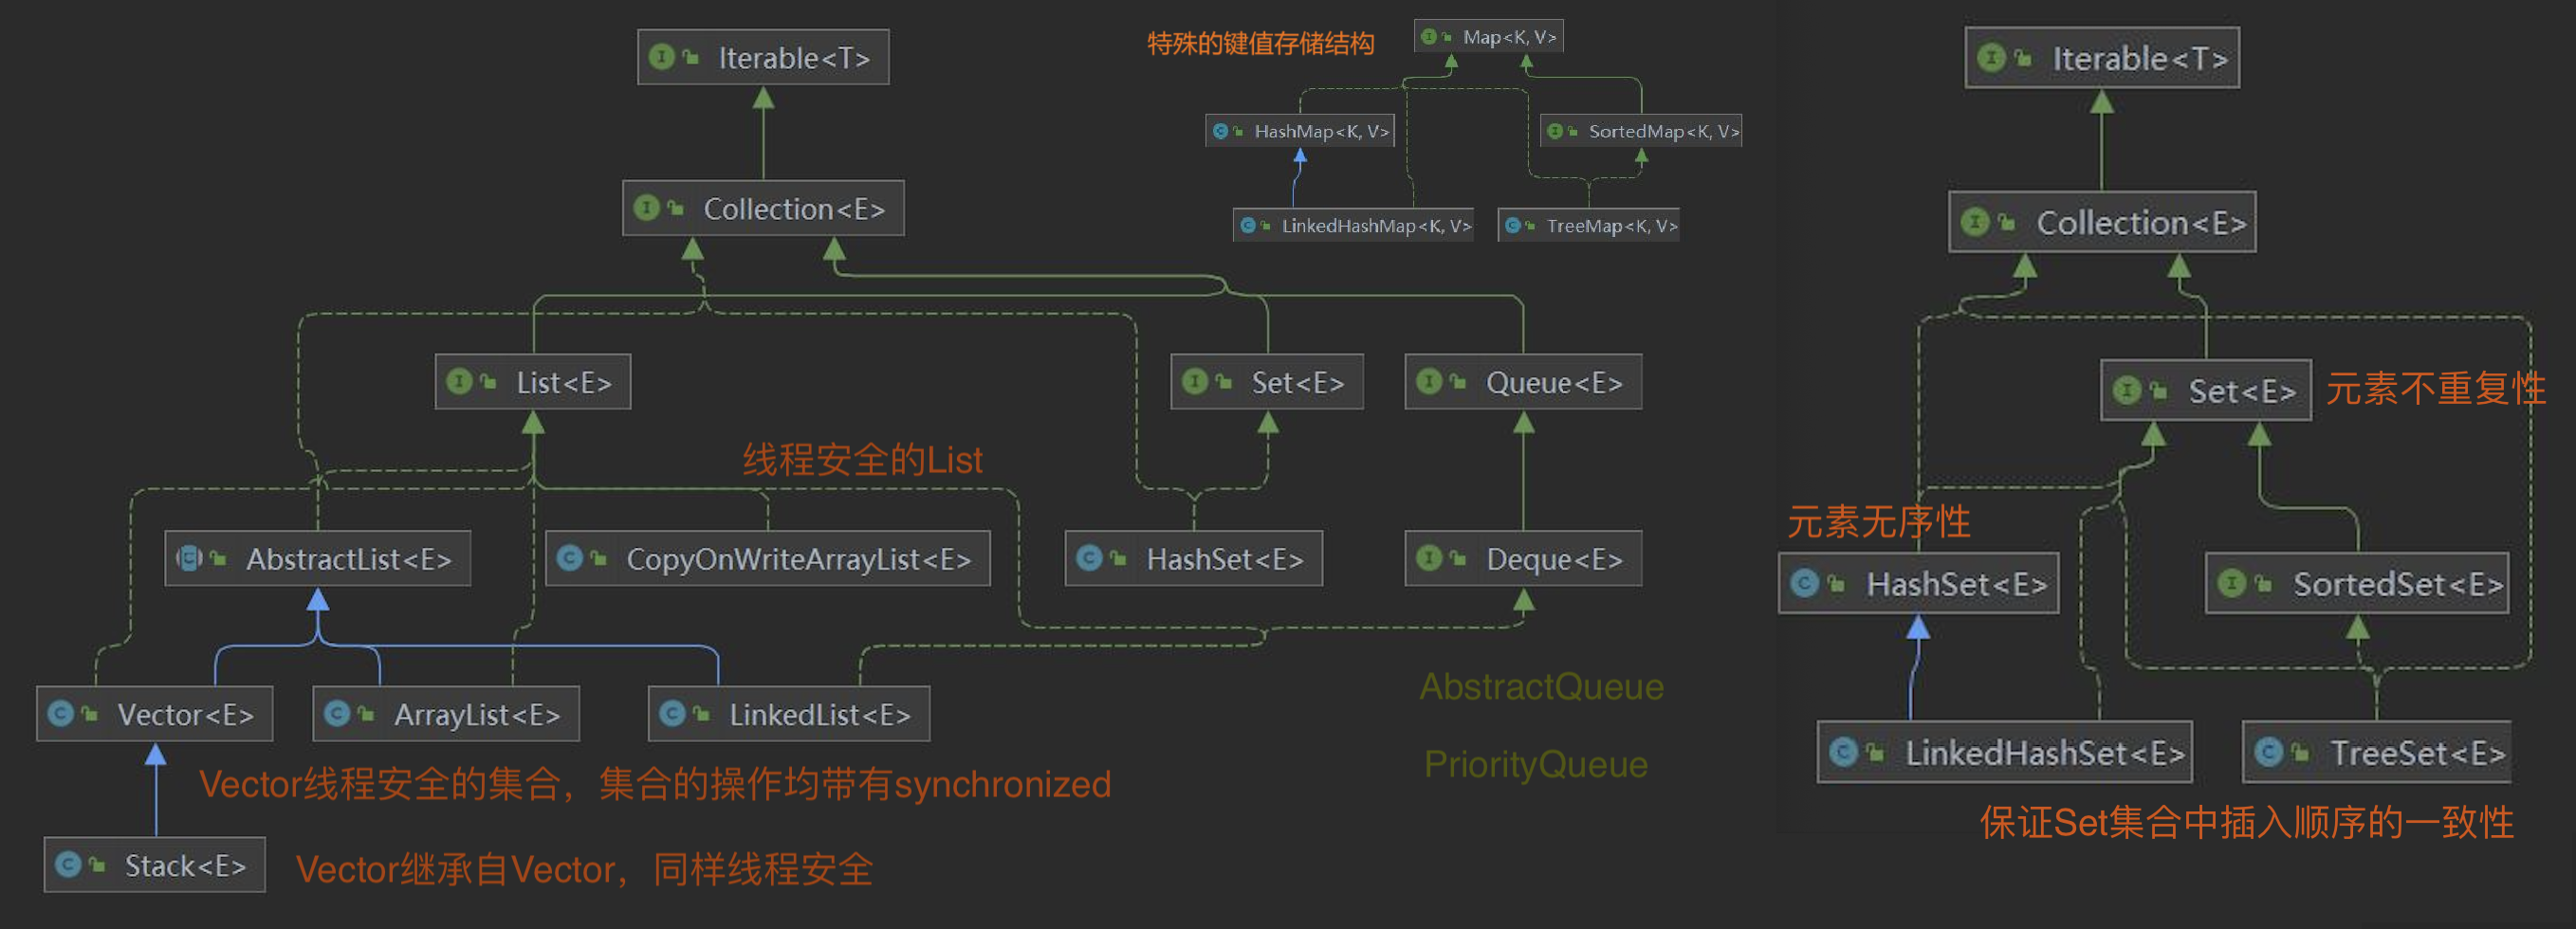 Iterable<T>
Collection<E>
List<E>
Set<E>
Queue<E>
线程安全的List
AbstractList<E>
CopyOnWriteArrayList<E>
HashSet<E>
Deque<E>
Vector<E>
ArrayList<E>
LinkedList<E>
AbstractQueue
PriorityQueue
Vector线程安全的集合，集合的操作均带有synchronized
Stack<E>
Vector继承自Vector，同样线程安全
特殊的键值存储结构
Map<K, V>
HashMap<K, V>
SortedMap<K, V>
LinkedHashMap<K, V>
TreeMap<K, V>
Iterable<T>
Collection<E>
Set<E>
元素不重复性
元素无序性
HashSet<E>
SortedSet<E>
LinkedHashSet<E>
TreeSet<E>
保证Set集合中插入顺序的一致性